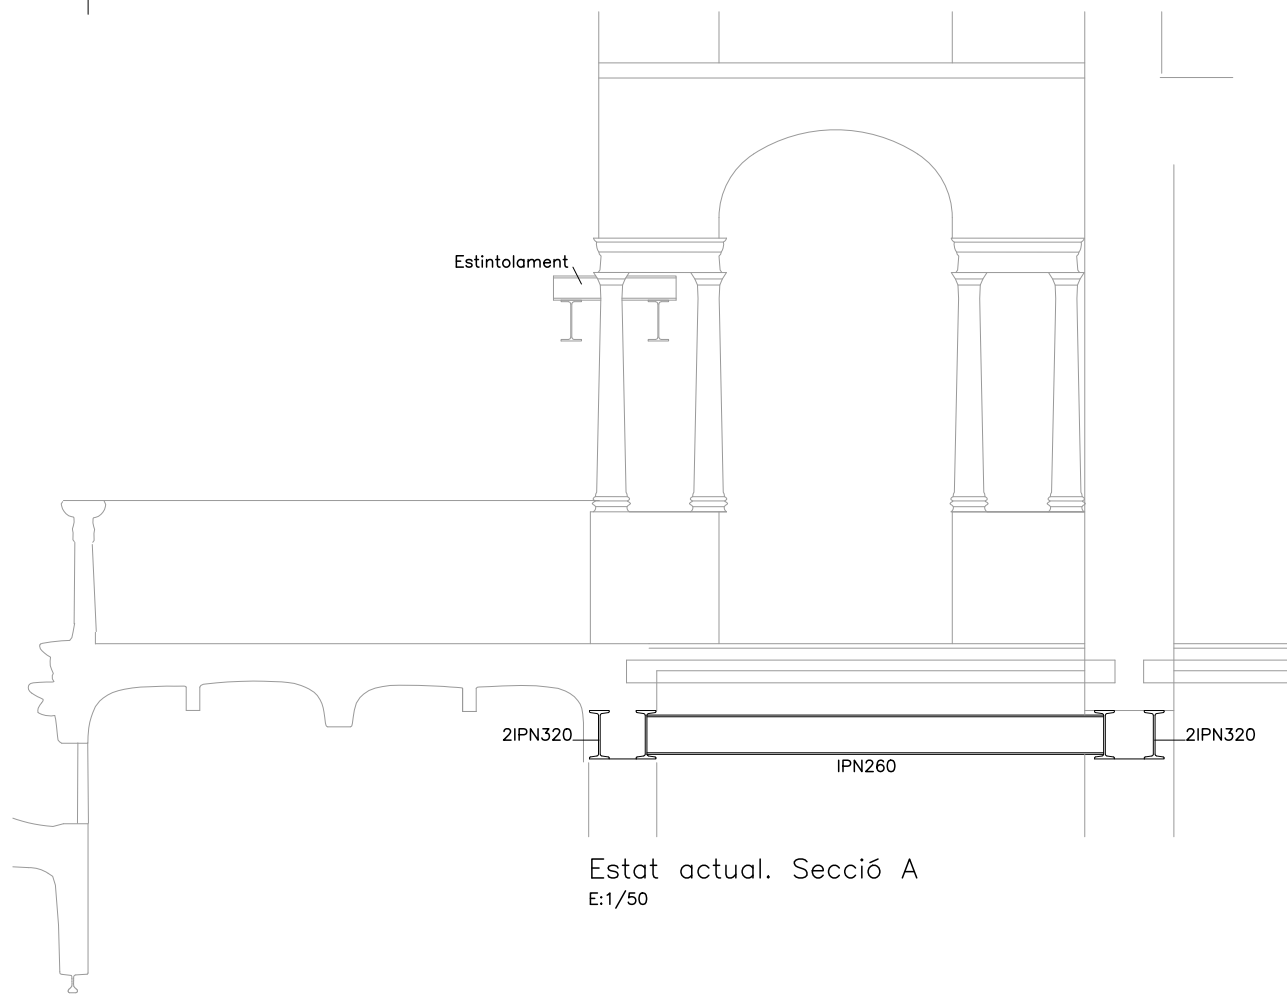 Estintolament
2IPN320
2IPN320
IPN260
Estat actual. Secció A
E:1/50